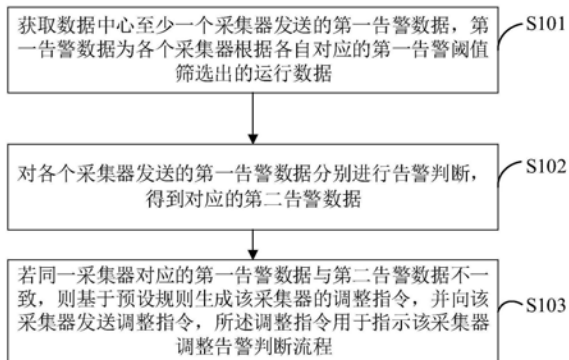 获取数据中心至少一个采集器发送的第一告警数据，第
一告警数据为各个采集器根据各自对应的第一告警阈值
筛选出的运行数据
S101
对各个采集器发送的第一告警数据分别进行告警判断，
得到对应的第二告警数据
S102
若同一采集器对应的第一告警数据与第二告警数据不一
致，则基于预设规则生成该采集器的调整指令，并向该
采集器发送调整指令，所述调整指令用于指示该采集器
调整告警判断流程
S103